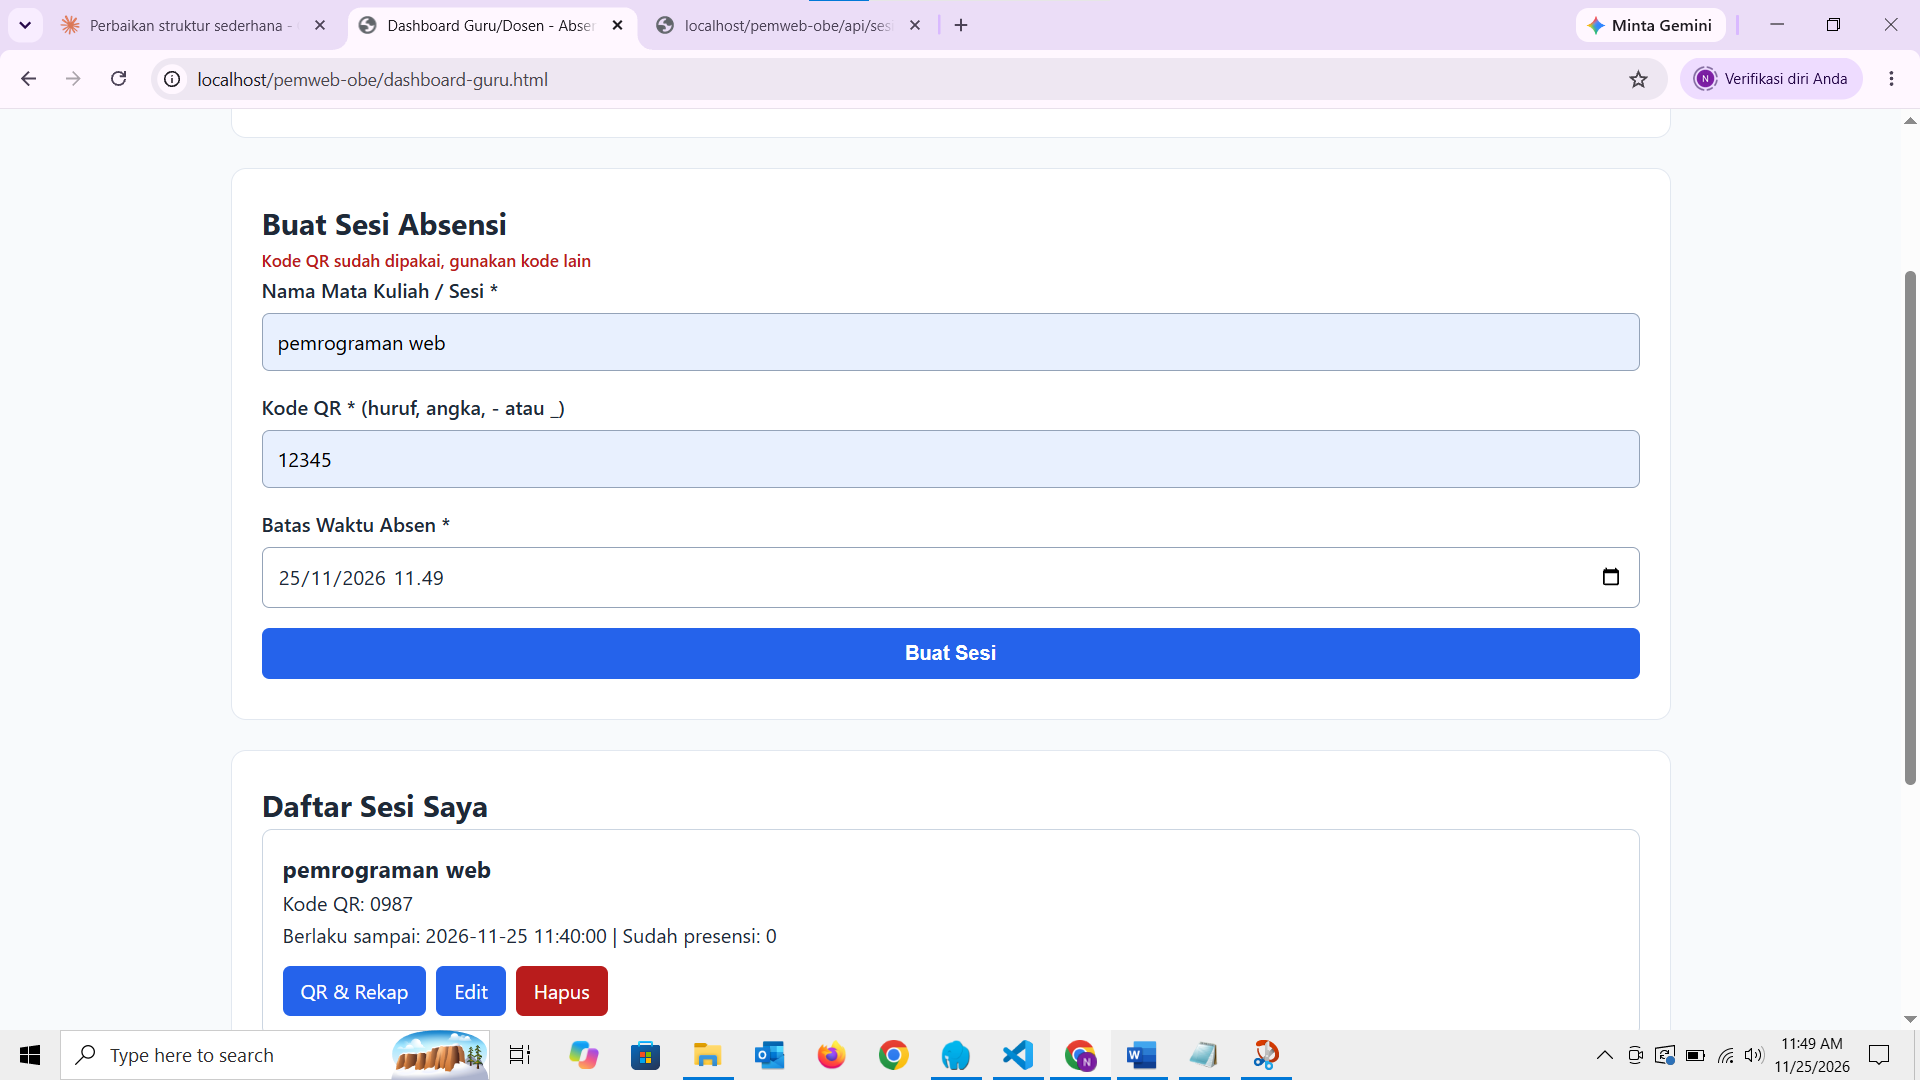 Perbaikan struktur sederhana -
Dashboard Guru/Dosen - Abse
localhost/pemweb-obe/api/ses
Minta Gemini
localhost/pemweb-obe/dashboard-guru.html
N
Verifikasi diri Anda
Buat Sesi Absensi
Kode QR sudah dipakai, gunakan kode lain
Nama Mata Kuliah / Sesi *
pemrograman web
Kode QR * (huruf, angka, - atau _)
12345
Batas Waktu Absen *
25/11/2026 11.49
Buat Sesi
Daftar Sesi Saya
pemrograman web
Kode QR: 0987
Berlaku sampai: 2026-11-25 11:40:00 | Sudah presensi: 0
QR & Rekap
Edit
Hapus
Type here to search
11:49 AM
11/25/2026